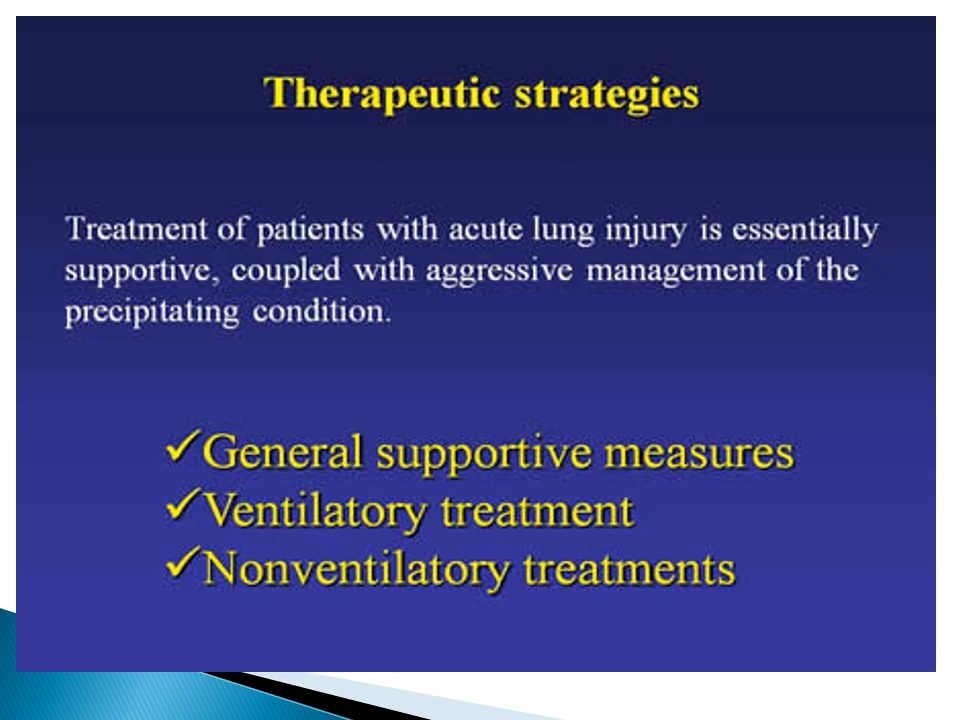 Therapeutic strategies
Treatment of patients with acute lung injury is essentially
supportive, coupled with aggressive management of the
precipitating condition.
✓General supportive measures
✓Ventilatory treatment
✓Nonventilatory treatments